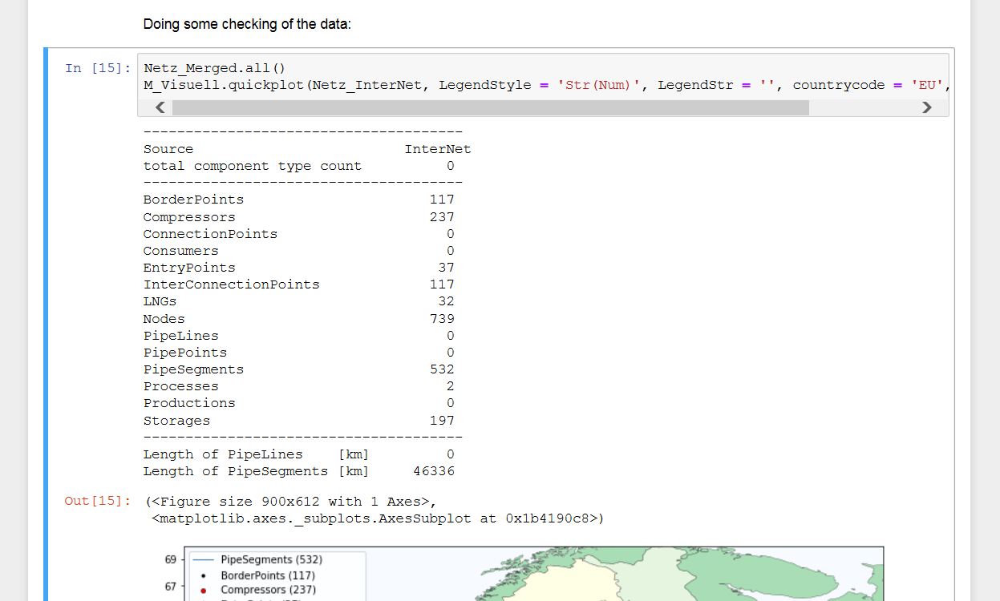 Doing some checking of the data:
In [15]: Netz_Merged.all()
M_Visuell.quickplot(Netz_InterNet, LegendStyle = 'Str(Num)', LegendStr = '', countrycode = 'EU',
--------------------------------------
Source InterNet
total component type count 0
--------------------------------------
BorderPoints 117
Compressors 237
ConnectionPoints 0
Consumers 0
EntryPoints 37
InterConnectionPoints 117
LNGs 32
Nodes 739
PipeLines 0
PipePoints 0
PipeSegments 532
Processes 2
Productions 0
Storages 197
--------------------------------------
Length of PipeLines [km] 0
Length of PipeSegments [km] 46336
Out[15]: (<Figure size 900x612 with 1 Axes>,
<matplotlib.axes._subplots.AxesSubplot at 0x1b4190c8>)
69 PipeSegments (532)
BorderPoints (117)
67 Compressors (237)